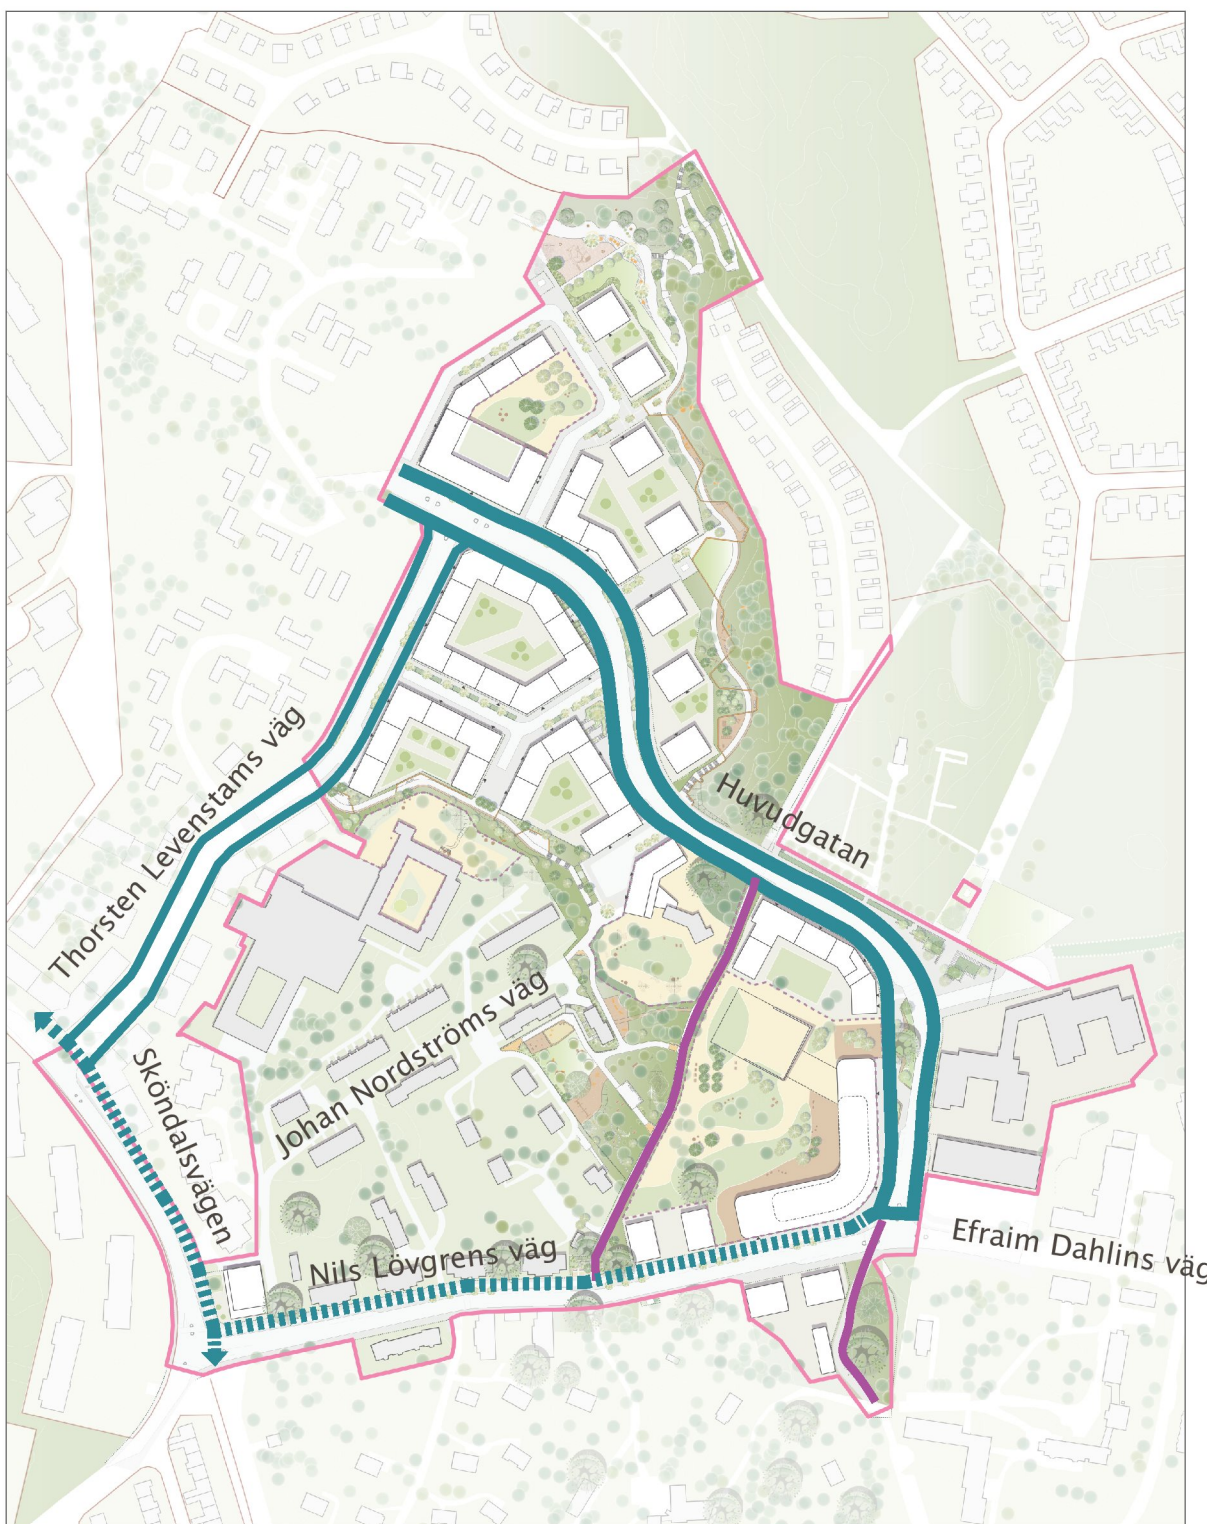 Thorsten Levenstams väg
Huvudgatan
Johan Nordströms väg
Sköndalsvägen
Nils Lövgrens väg
Efraim Dahlins väg